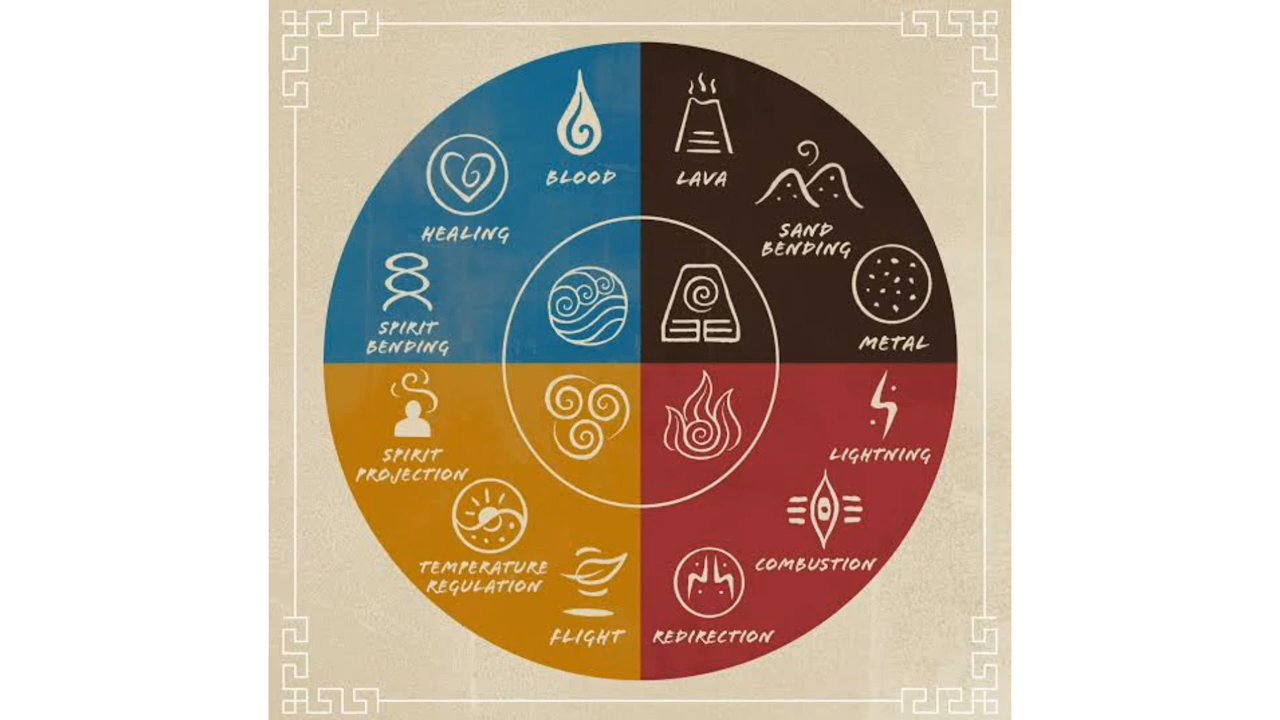 BLOOD
LAVA
HEALING
SAND
BENDING
SPIRIT
BENDING
METAL
SPIRIT
PROJECTION
LIGHTNING
TEMPERATURE
REGULATION
COMBUSTION
FLIGHT
REDIRECTION